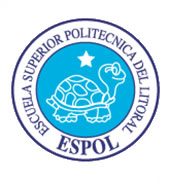 ESCUELA SUPERIOR POLITECNICA DEL LITORAL
ESPOL